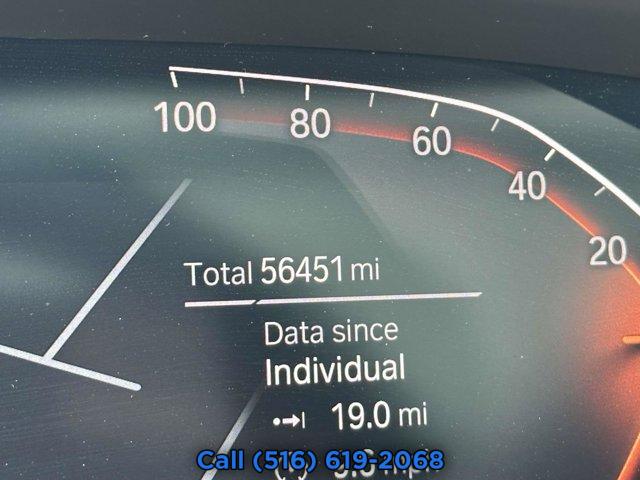 100 80 60 40 20
Total 56451 mi
Data since
Individual
19.0 mi
Call (516) 619-2068